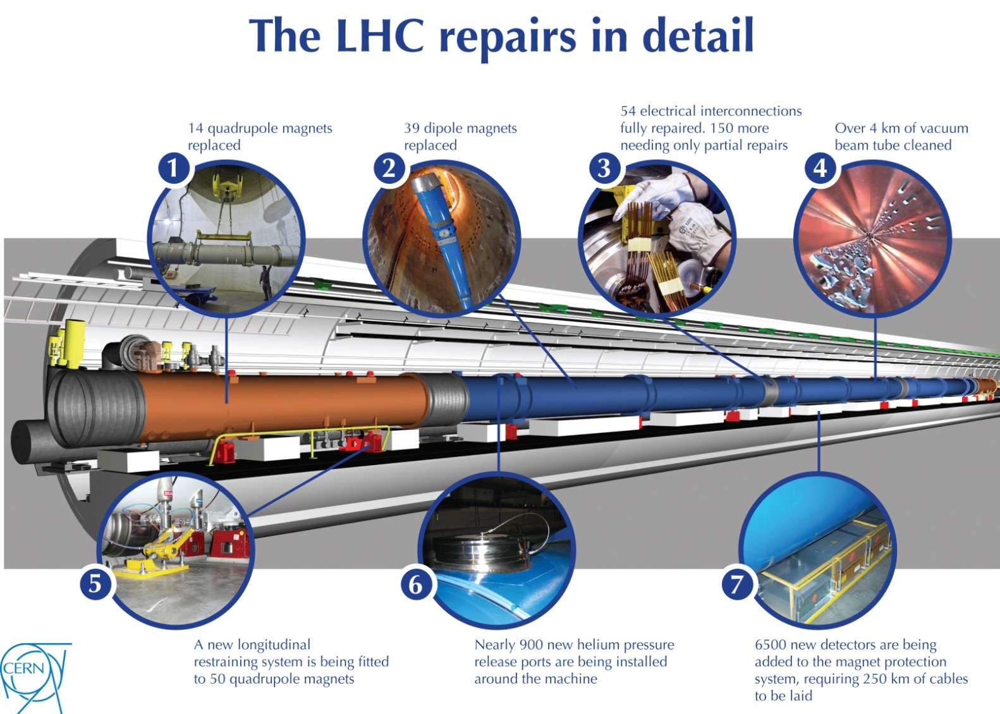 The LHC repairs in detail
14 quadrupole magnets
replaced
39 dipole magnets
replaced
54 electrical interconnections
fully repaired. 150 more
needing only partial repairs
Over 4 km of vacuum
beam tube cleaned
1
2
3
4
5
6
7
A new longitudinal
restraining system is being fitted
to 50 quadrupole magnets
Nearly 900 new helium pressure
release ports are being installed
around the machine
6500 new detectors are being
added to the magnet protection
system, requiring 250 km of cables
to be laid
CERN